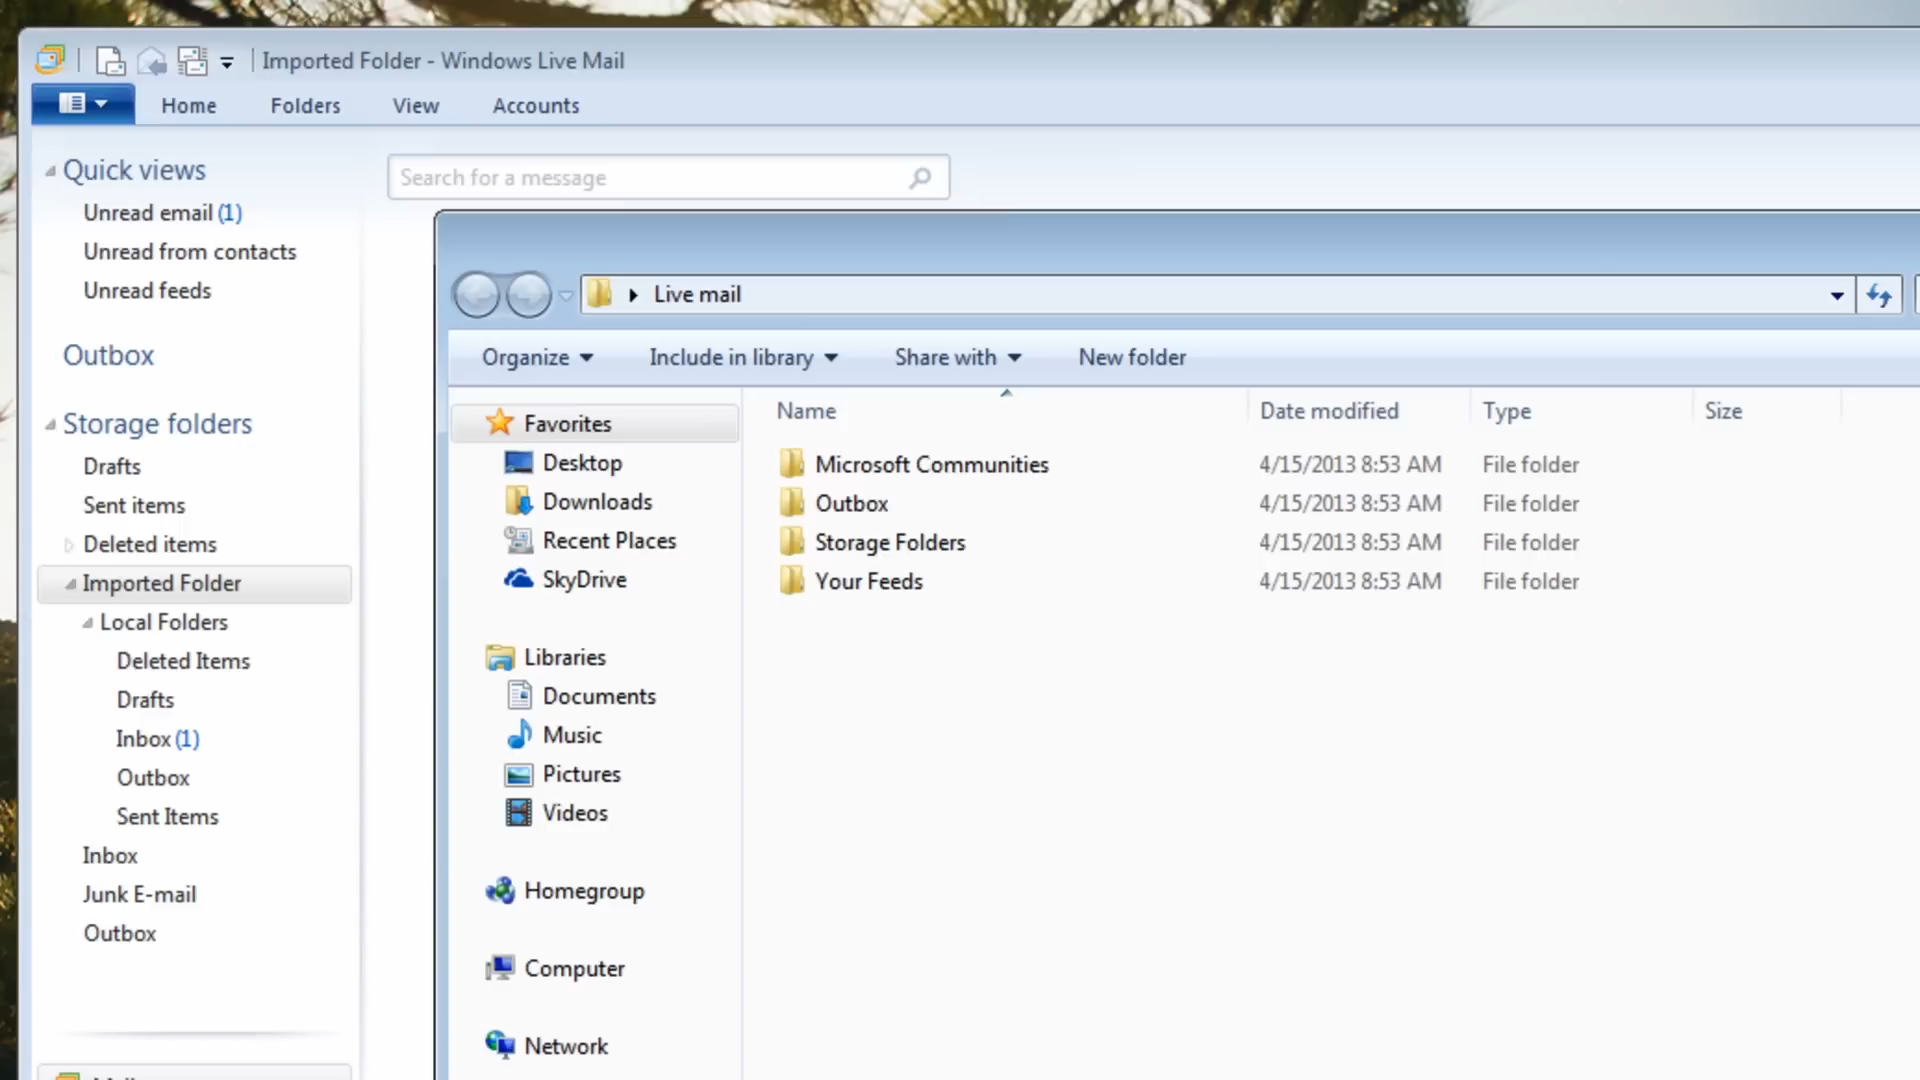 Imported Folder - Windows Live Mail
Home Folders View Accounts
Quick views
Unread email (1)
Unread from contacts
Unread feeds
Outbox
Storage folders
Drafts
Sent items
Deleted items
Imported Folder
Local Folders
Deleted Items
Drafts
Inbox (1)
Outbox
Sent Items
Inbox
Junk E-mail
Outbox
Search for a message
Live mail
Organize Include in library Share with New folder
Favorites
Desktop
Downloads
Recent Places
SkyDrive
Libraries
Documents
Music
Pictures
Videos
Homegroup
Computer
Network
Name Date modified Type Size
Microsoft Communities 4/15/2013 8:53 AM File folder
Outbox 4/15/2013 8:53 AM File folder
Storage Folders 4/15/2013 8:53 AM File folder
Your Feeds 4/15/2013 8:53 AM File folder